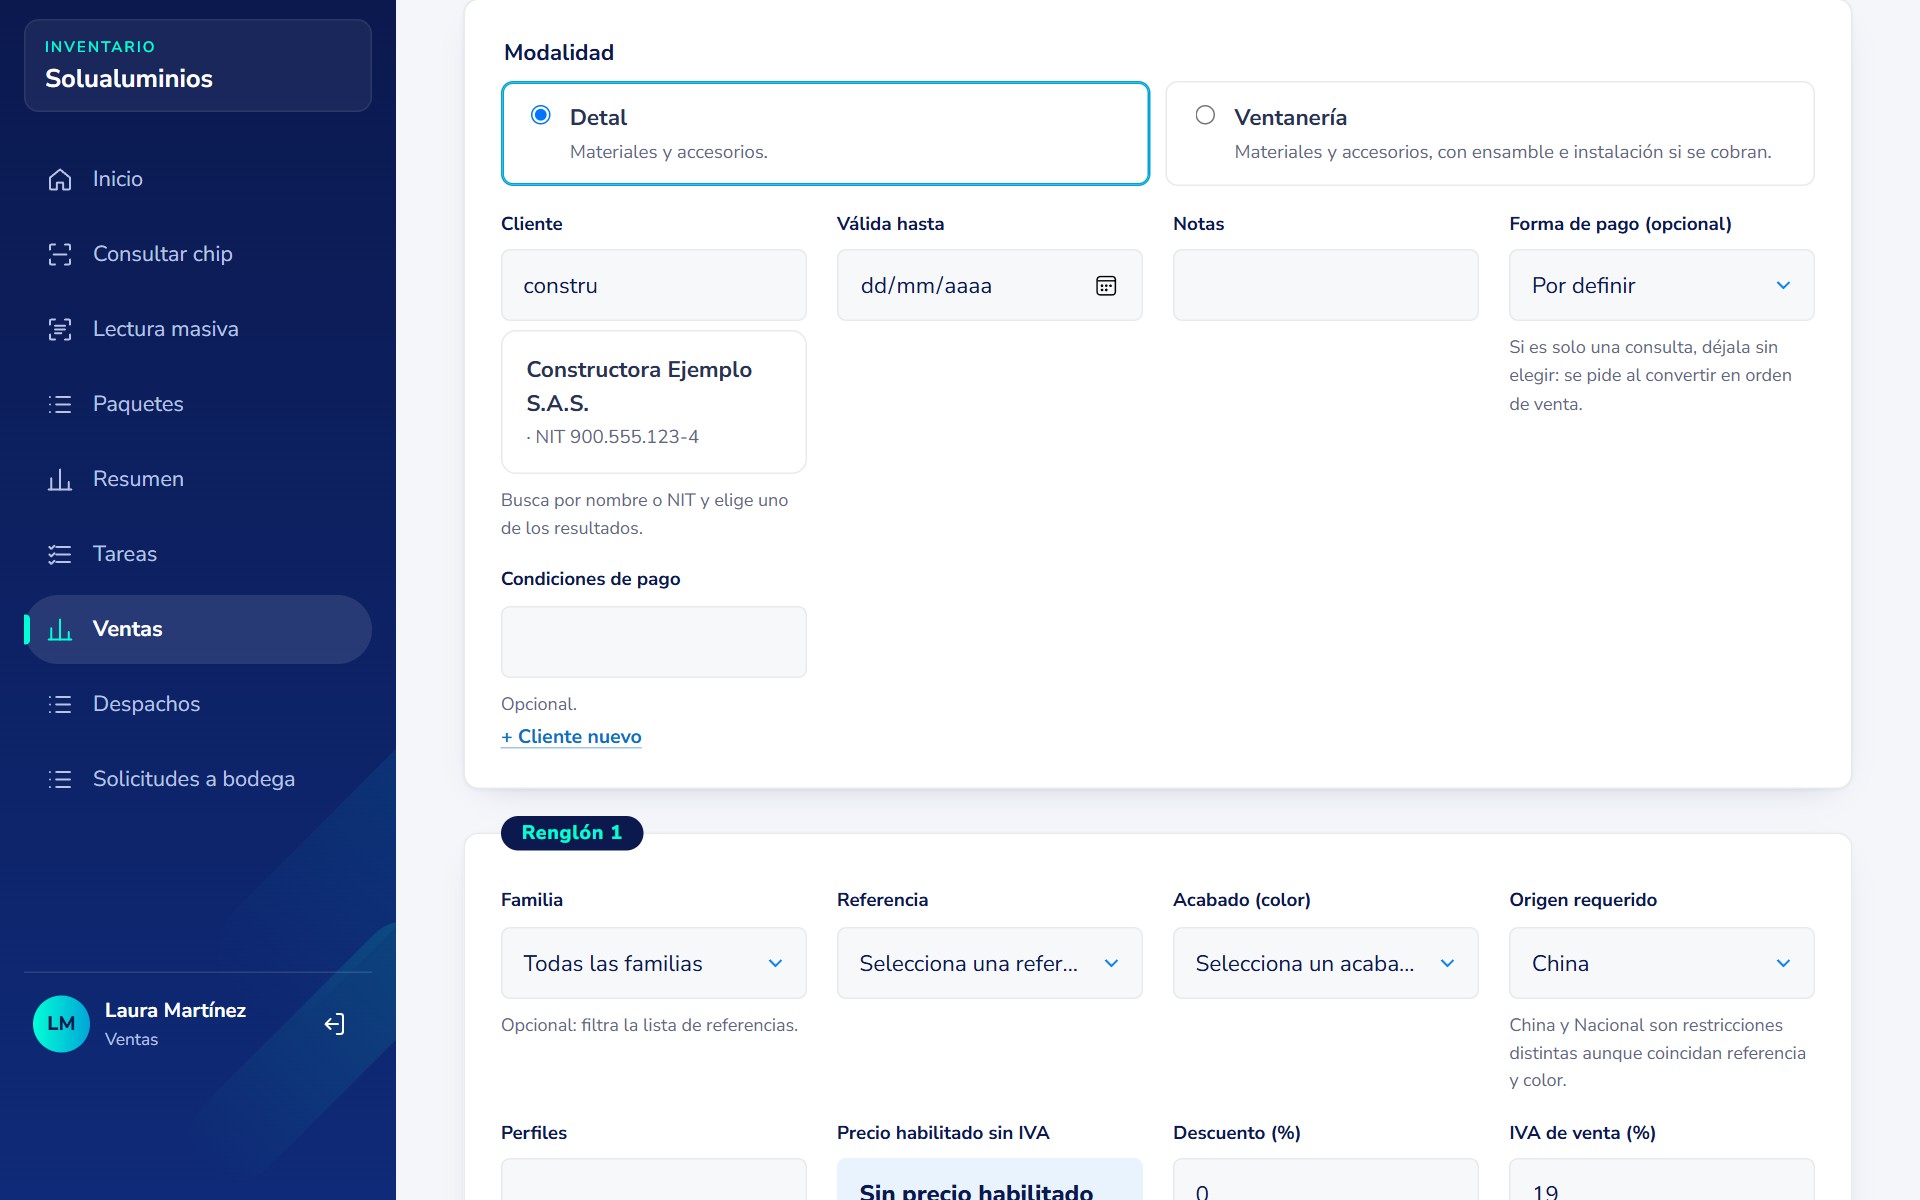 INVENTARIO
Solualuminios
Inicio
Consultar chip
Lectura masiva
Paquetes
Resumen
Tareas
Ventas
Despachos
Solicitudes a bodega
LM
Laura Martínez
Ventas
Modalidad
Detal
Materiales y accesorios.
Ventanería
Materiales y accesorios, con ensamble e instalación si se cobran.
Cliente
constru
Constructora Ejemplo
S.A.S.
· NIT 900.555.123-4
Busca por nombre o NIT y elige uno
de los resultados.
Válida hasta
dd/mm/aaaa
Notas
Forma de pago (opcional)
Por definir
Si es solo una consulta, déjala sin
elegir: se pide al convertir en orden
de venta.
Condiciones de pago
Opcional.
+ Cliente nuevo
Renglón 1
Familia
Todas las familias
Opcional: filtra la lista de referencias.
Referencia
Selecciona una refer...
Acabado (color)
Selecciona un acaba...
Origen requerido
China
China y Nacional son restricciones
distintas aunque coincidan referencia
y color.
Perfiles
Precio habilitado sin IVA
Sin precio habilitado
Descuento (%)
0
IVA de venta (%)
19